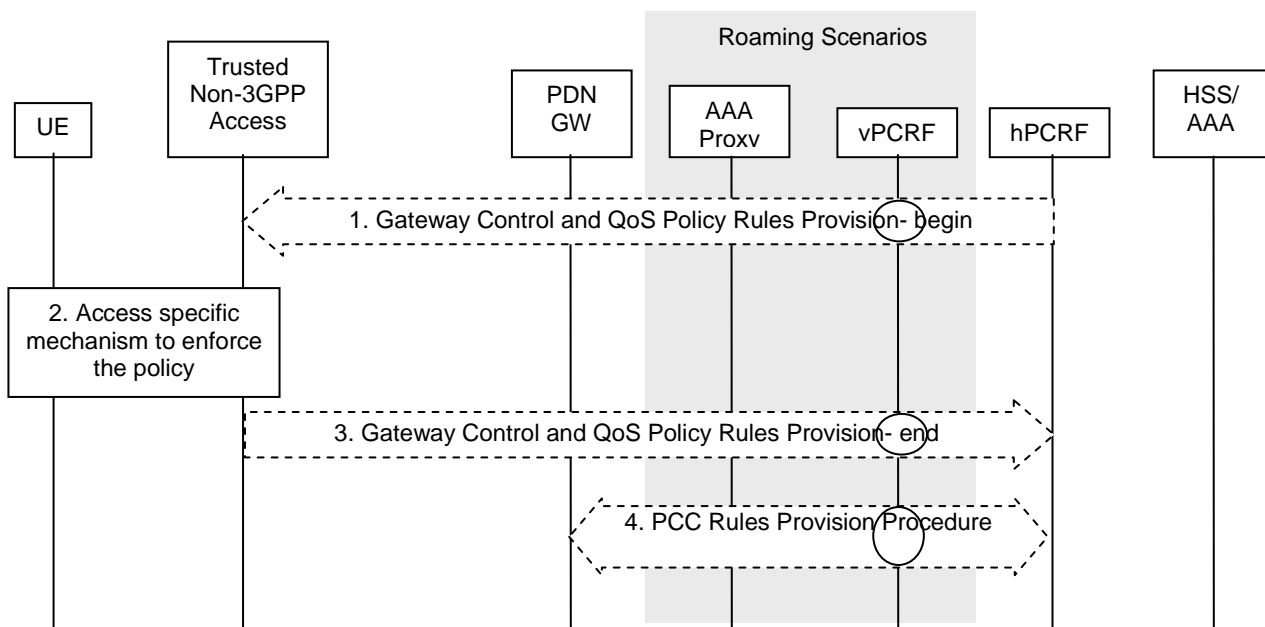 Roaming Scenarios
UE
Trusted
Non-3GPP
Access
PDN
GW
AAA
Proxv
vPCRF
hPCRF
HSS/
AAA
1. Gateway Control and QoS Policy Rules Provision- begin
2. Access specific
mechanism to enforce
the policy
3. Gateway Control and QoS Policy Rules Provision- end
4. PCC Rules Provision Procedure